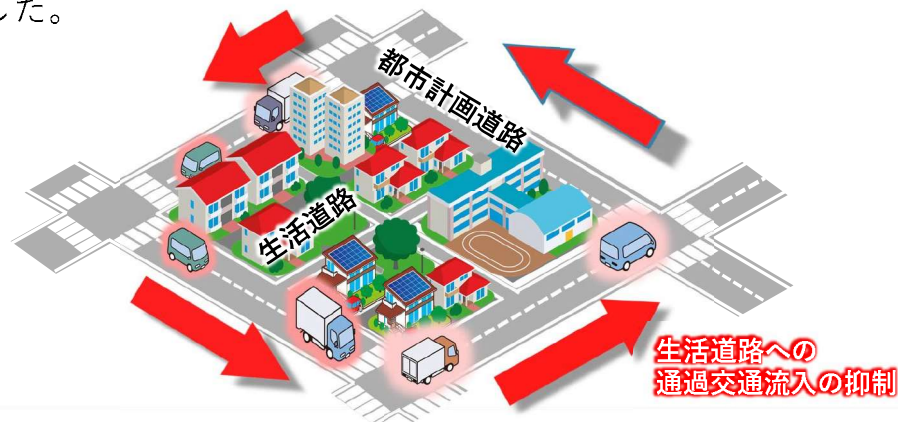 した。
都市計画道路
生活道路
生活道路への
通過交通流入の抑制